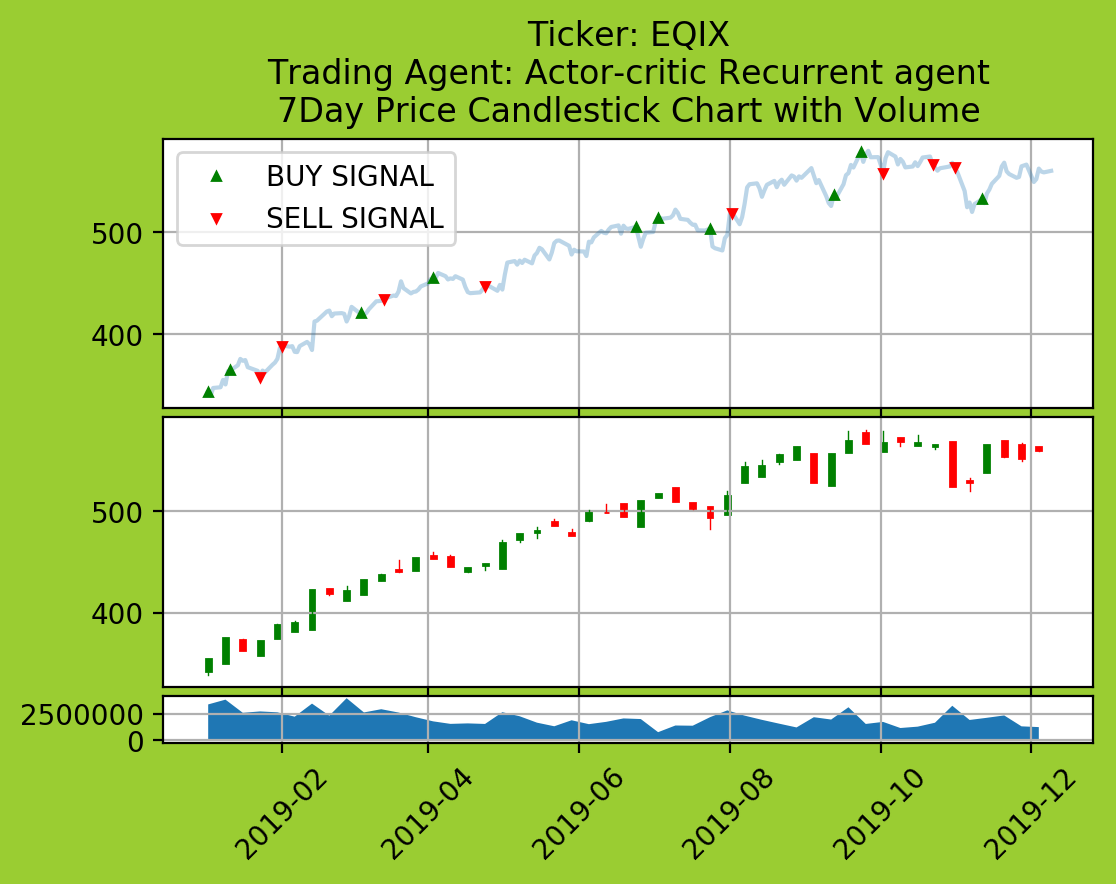 Ticker: EQIX
Trading Agent: Actor-critic Recurrent agent
7Day Price Candlestick Chart with Volume
BUY SIGNAL
SELL SIGNAL
500
400
500
400
2500000
0
2019-02
2019-04
2019-06
2019-08
2019-10
2019-12